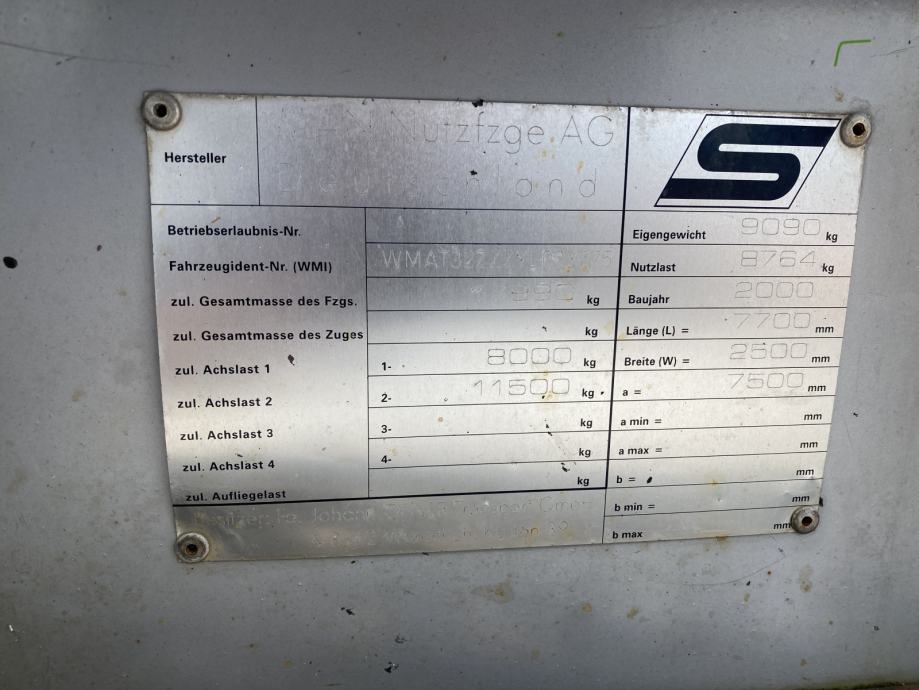 Hersteller
Nutzfzge.AG
Deutschland
S
Betriebserlaubnis-Nr.
Eigengewicht 9090 kg
Fahrzeugident-Nr. (WMI)
Nutzlast 8764 kg
zul. Gesamtmasse des Fzgs. kg
Baujahr 2000
zul. Gesamtmasse des Zuges kg
Länge (L) = 7700 mm
zul. Achslast 1 1- 8000 kg
Breite (W) = 2500 mm
zul. Achslast 2 2- 11500 kg
a = 7500 mm
zul. Achslast 3 3- kg
a min = mm
zul. Achslast 4 4- kg
a max = mm
zul. Aufliegelast kg
b = mm
b min = mm
b max mm